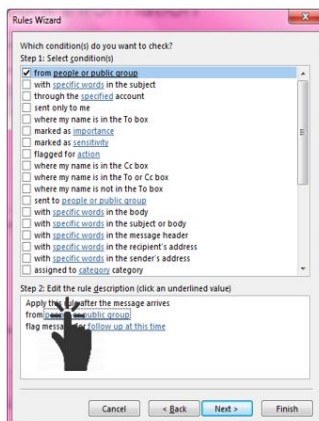 Rules Wizard
Which condition(s) do you want to check?
Step 1: Select condition(s)
from people or public group
with specific words in the subject
through the specified account
sent only to me
where my name is in the To box
marked as importance
marked as sensitivity
flagged for action
where my name is in the Cc box
where my name is in the To or Cc box
where my name is not in the To box
sent to people or public group
with specific words in the body
with specific words in the subject or body
with specific words in the message header
with specific words in the recipient's address
with specific words in the sender's address
assigned to category category
Step 2: Edit the rule description (click an underlined value)
Apply this rule after the message arrives
from people or public group
flag message for follow up at this time
Cancel < Back Next > Finish